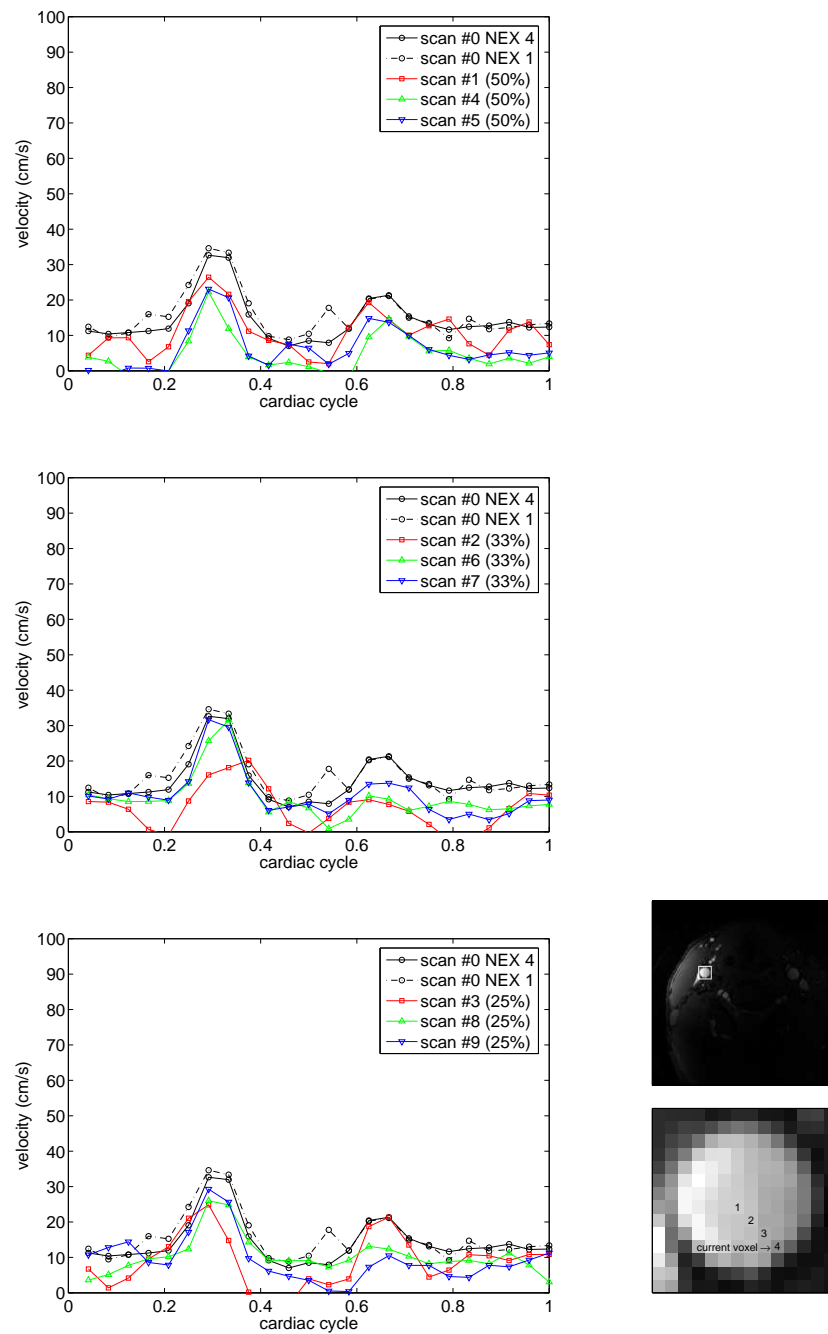 100
90
80
70
60
50
40
30
20
10
0
velocity (cm/s)
0 0.2 0.4 0.6 0.8 1
cardiac cycle
scan #0 NEX 4
scan #0 NEX 1
scan #1 (50%)
scan #4 (50%)
scan #5 (50%)
100
90
80
70
60
50
40
30
20
10
0
velocity (cm/s)
0 0.2 0.4 0.6 0.8 1
cardiac cycle
scan #0 NEX 4
scan #0 NEX 1
scan #2 (33%)
scan #6 (33%)
scan #7 (33%)
100
90
80
70
60
50
40
30
20
10
0
velocity (cm/s)
0 0.2 0.4 0.6 0.8 1
cardiac cycle
scan #0 NEX 4
scan #0 NEX 1
scan #3 (25%)
scan #8 (25%)
scan #9 (25%)
1
2
3
current voxel → 4